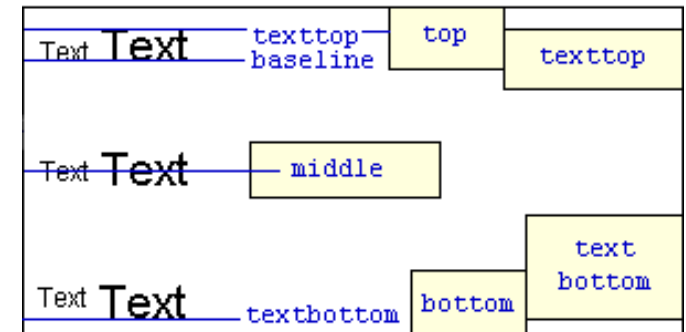 Text Text texttop top
baseline texttop
Text Text middle
text
bottom
Text Text textbottom bottom